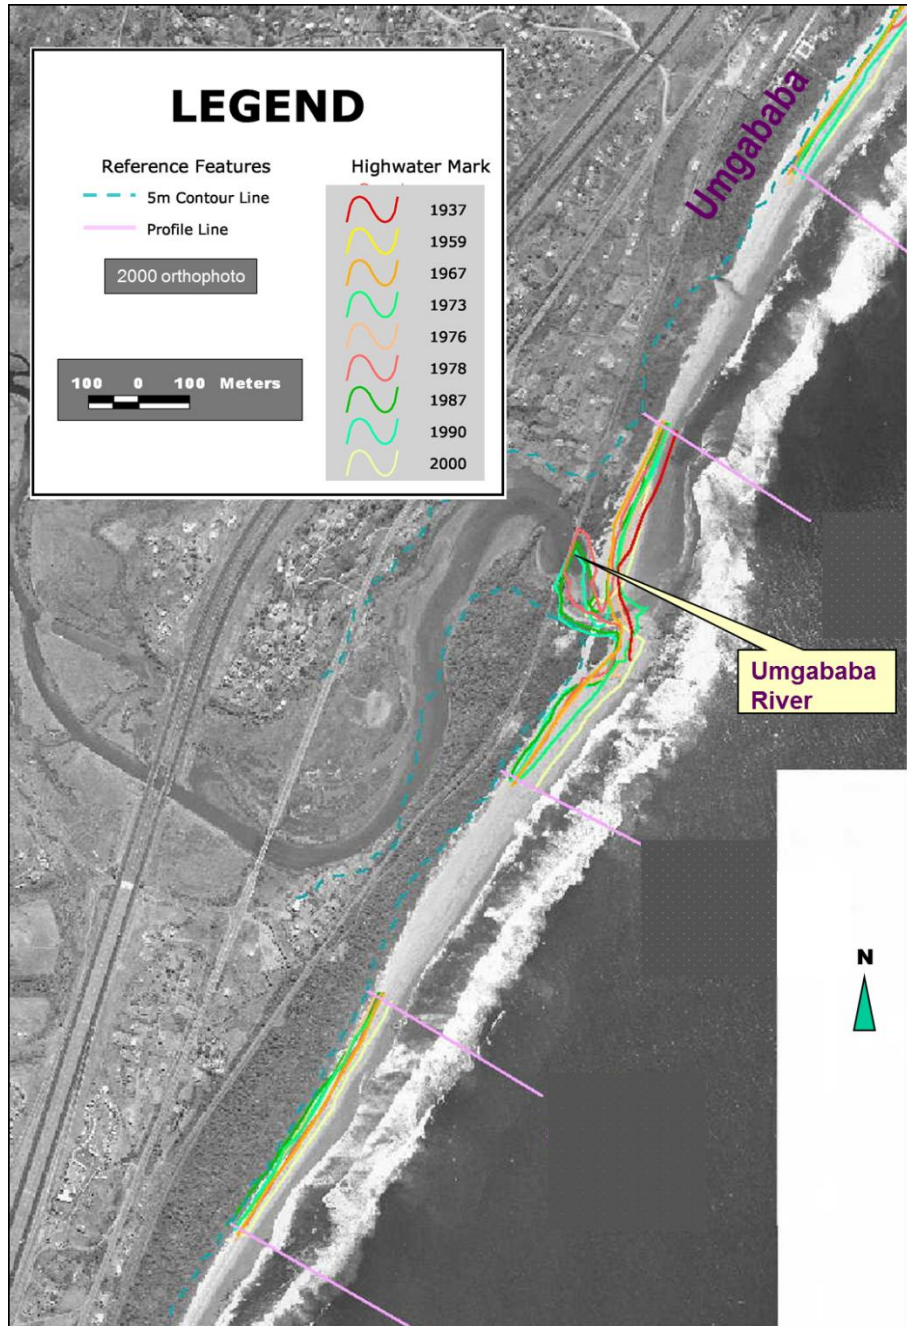 LEGEND
Reference Features
5m Contour Line
Profile Line
2000 orthophoto
100 0 100 Meters
Highwater Mark
1937
1959
1967
1973
1976
1978
1987
1990
2000
Umgababa
Umgababa
River
N